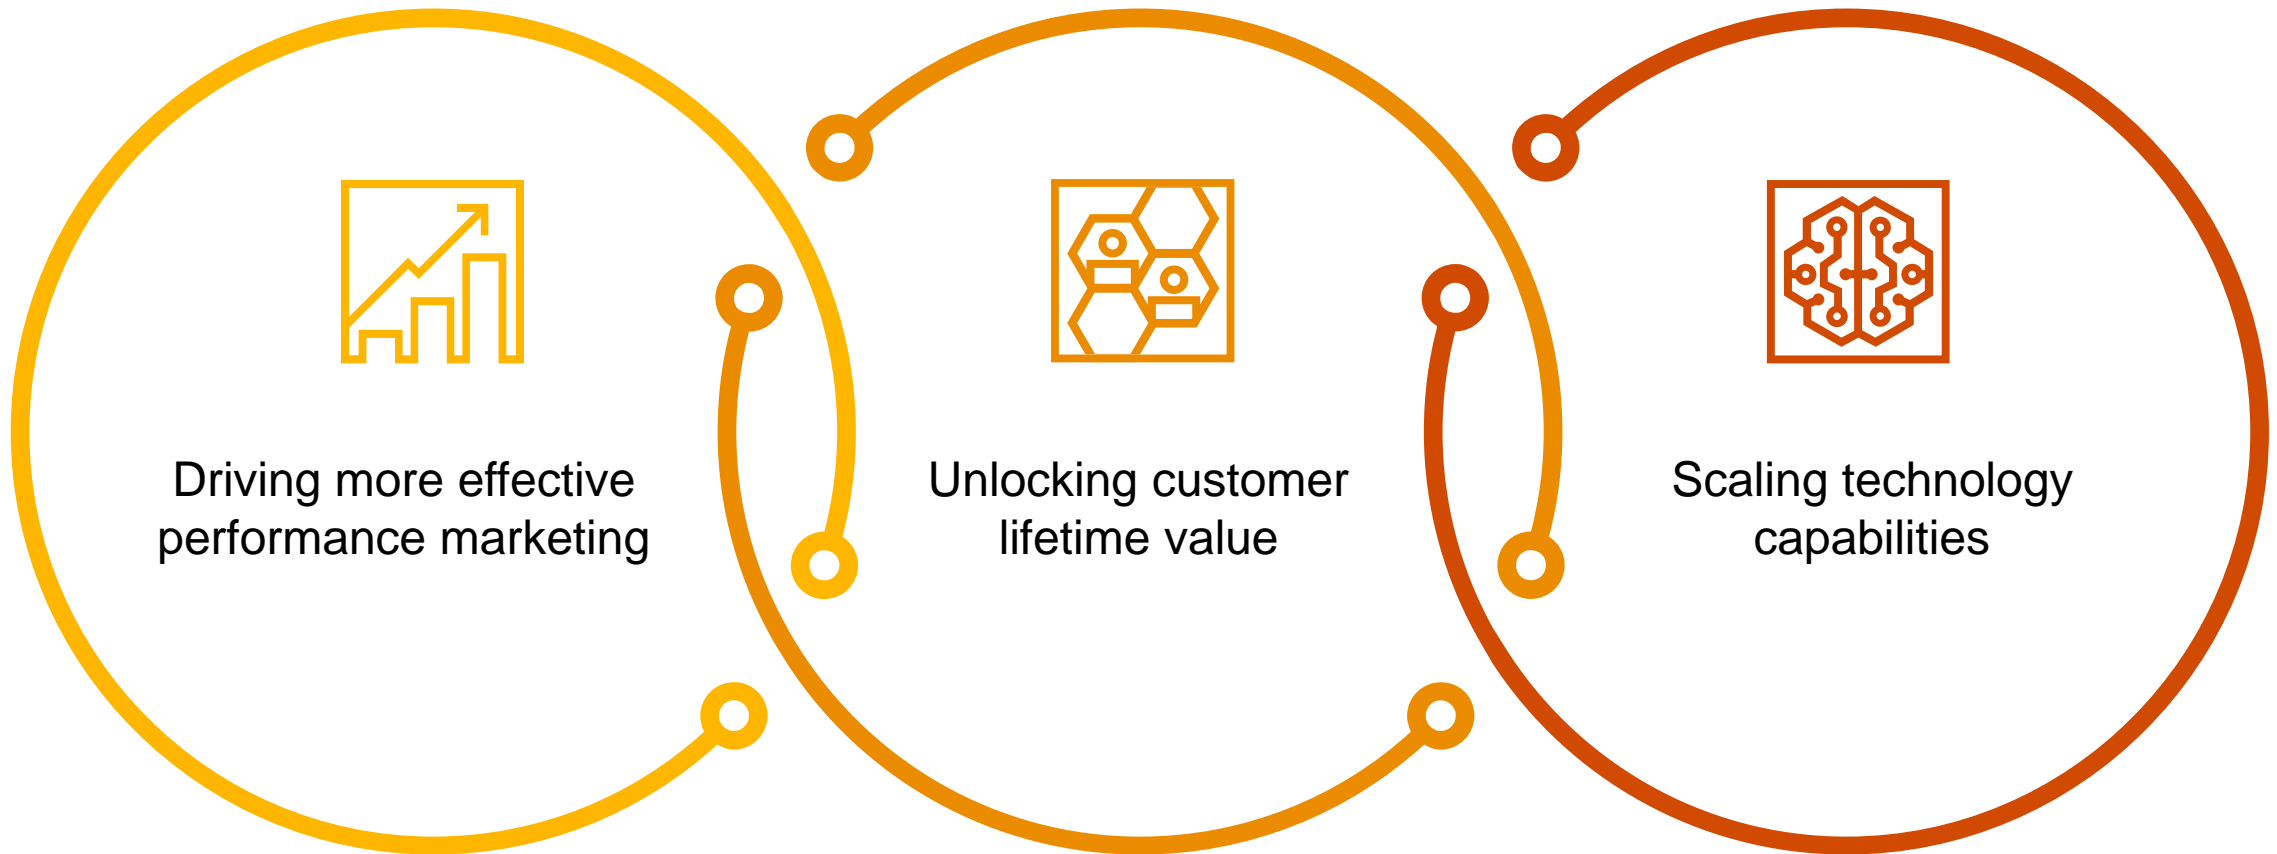 Driving more effective
performance marketing
Unlocking customer
lifetime value
Scaling technology
capabilities